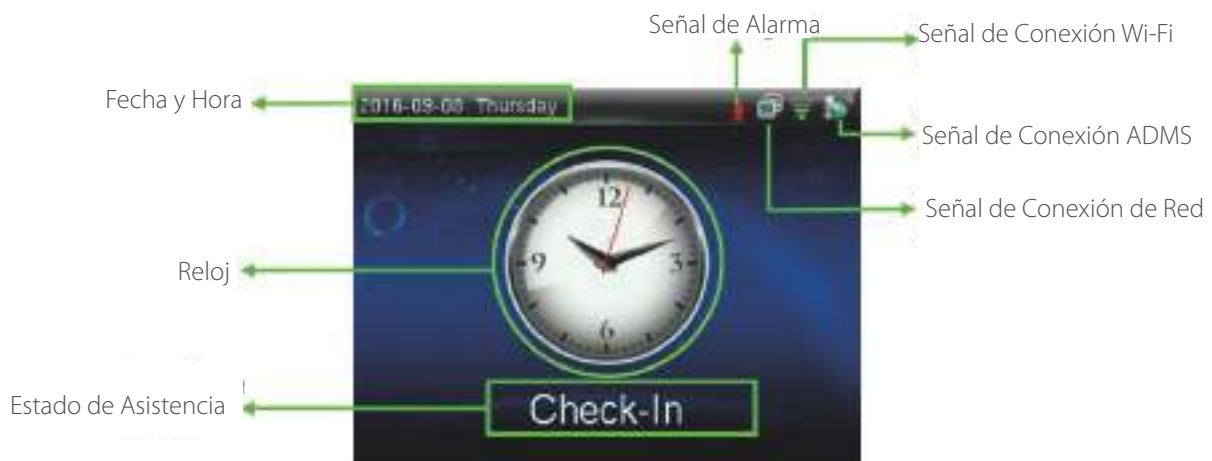 Señal de Alarma
Señal de Conexión Wi-Fi
Fecha y Hora
2016-09-08 Thursday
Señal de Conexión ADMS
Señal de Conexión de Red
12
Reloj
9
3
6
Estado de Asistencia
Check-In